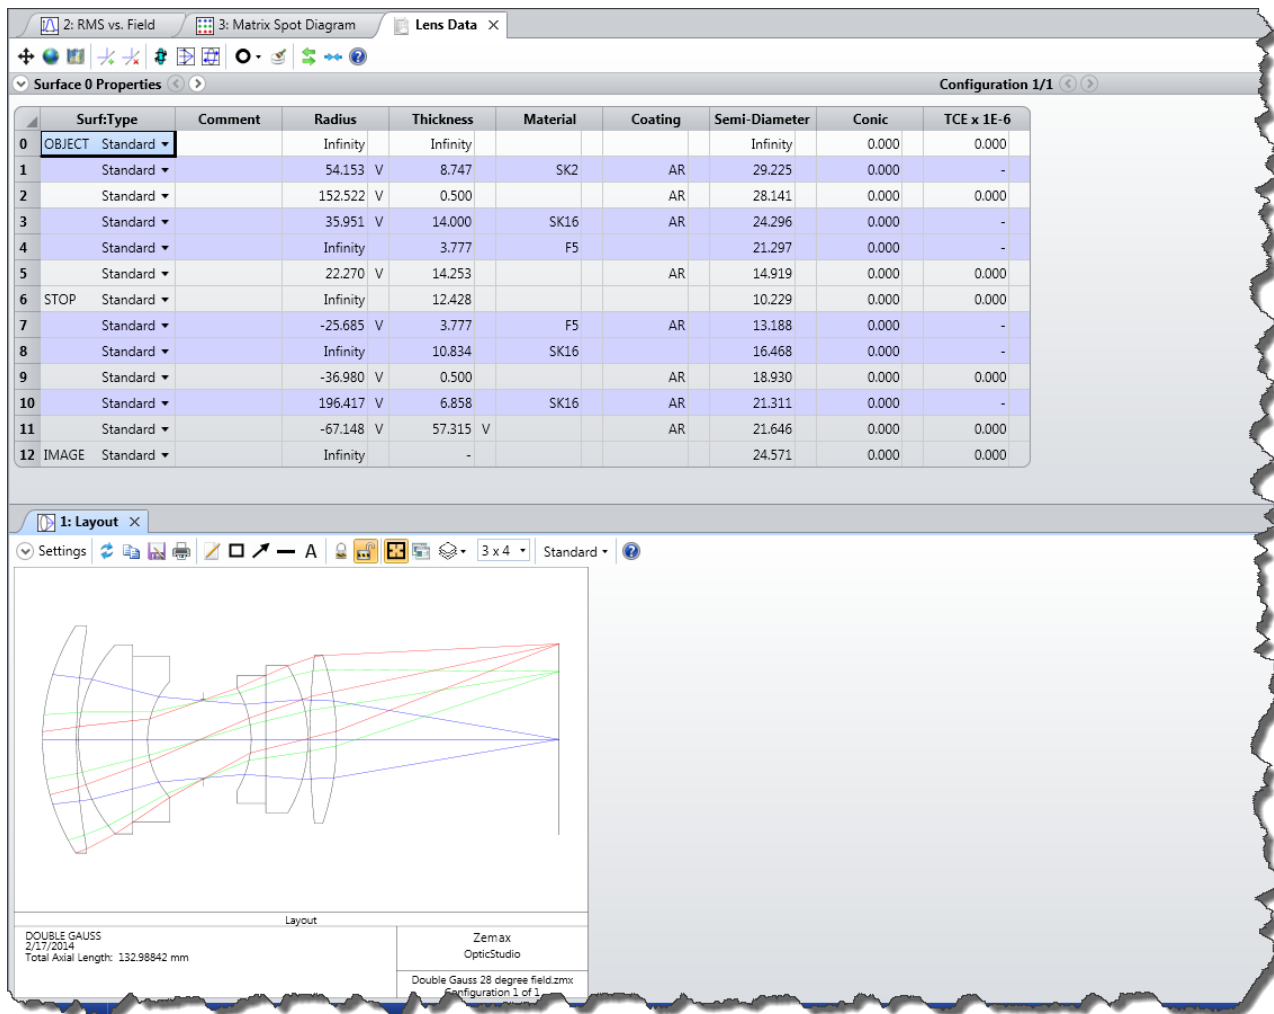 2: RMS vs. Field 3: Matrix Spot Diagram Lens Data
Surface 0 Properties Configuration 1/1
Surf:Type Comment Radius Thickness Material Coating Semi-Diameter Conic TCE x 1E-6
0 OBJECT Standard Infinity Infinity Infinity 0.000 0.000
1 Standard 54.153 V 8.747 SK2 AR 29.225 0.000 -
2 Standard 152.522 V 0.500 AR 28.141 0.000 0.000
3 Standard 35.951 V 14.000 SK16 AR 24.296 0.000 -
4 Standard Infinity 3.777 F5 21.297 0.000 -
5 Standard 22.270 V 14.253 AR 14.919 0.000 0.000
6 STOP Standard Infinity 12.428 10.229 0.000 0.000
7 Standard -25.685 V 3.777 F5 AR 13.188 0.000 -
8 Standard Infinity 10.834 SK16 16.468 0.000 -
9 Standard -36.980 V 0.500 AR 18.930 0.000 0.000
10 Standard 196.417 V 6.858 SK16 AR 21.311 0.000 -
11 Standard -67.148 V 57.315 V AR 21.646 0.000 0.000
12 IMAGE Standard Infinity - 24.571 0.000 0.000
1: Layout
Settings A 3 x 4 Standard
Layout
DOUBLE GAUSS
2/17/2014
Total Axial Length: 132.98842 mm
Zemax
OpticStudio
Double Gauss 28 degree field.zmx
Configuration 1 of 1